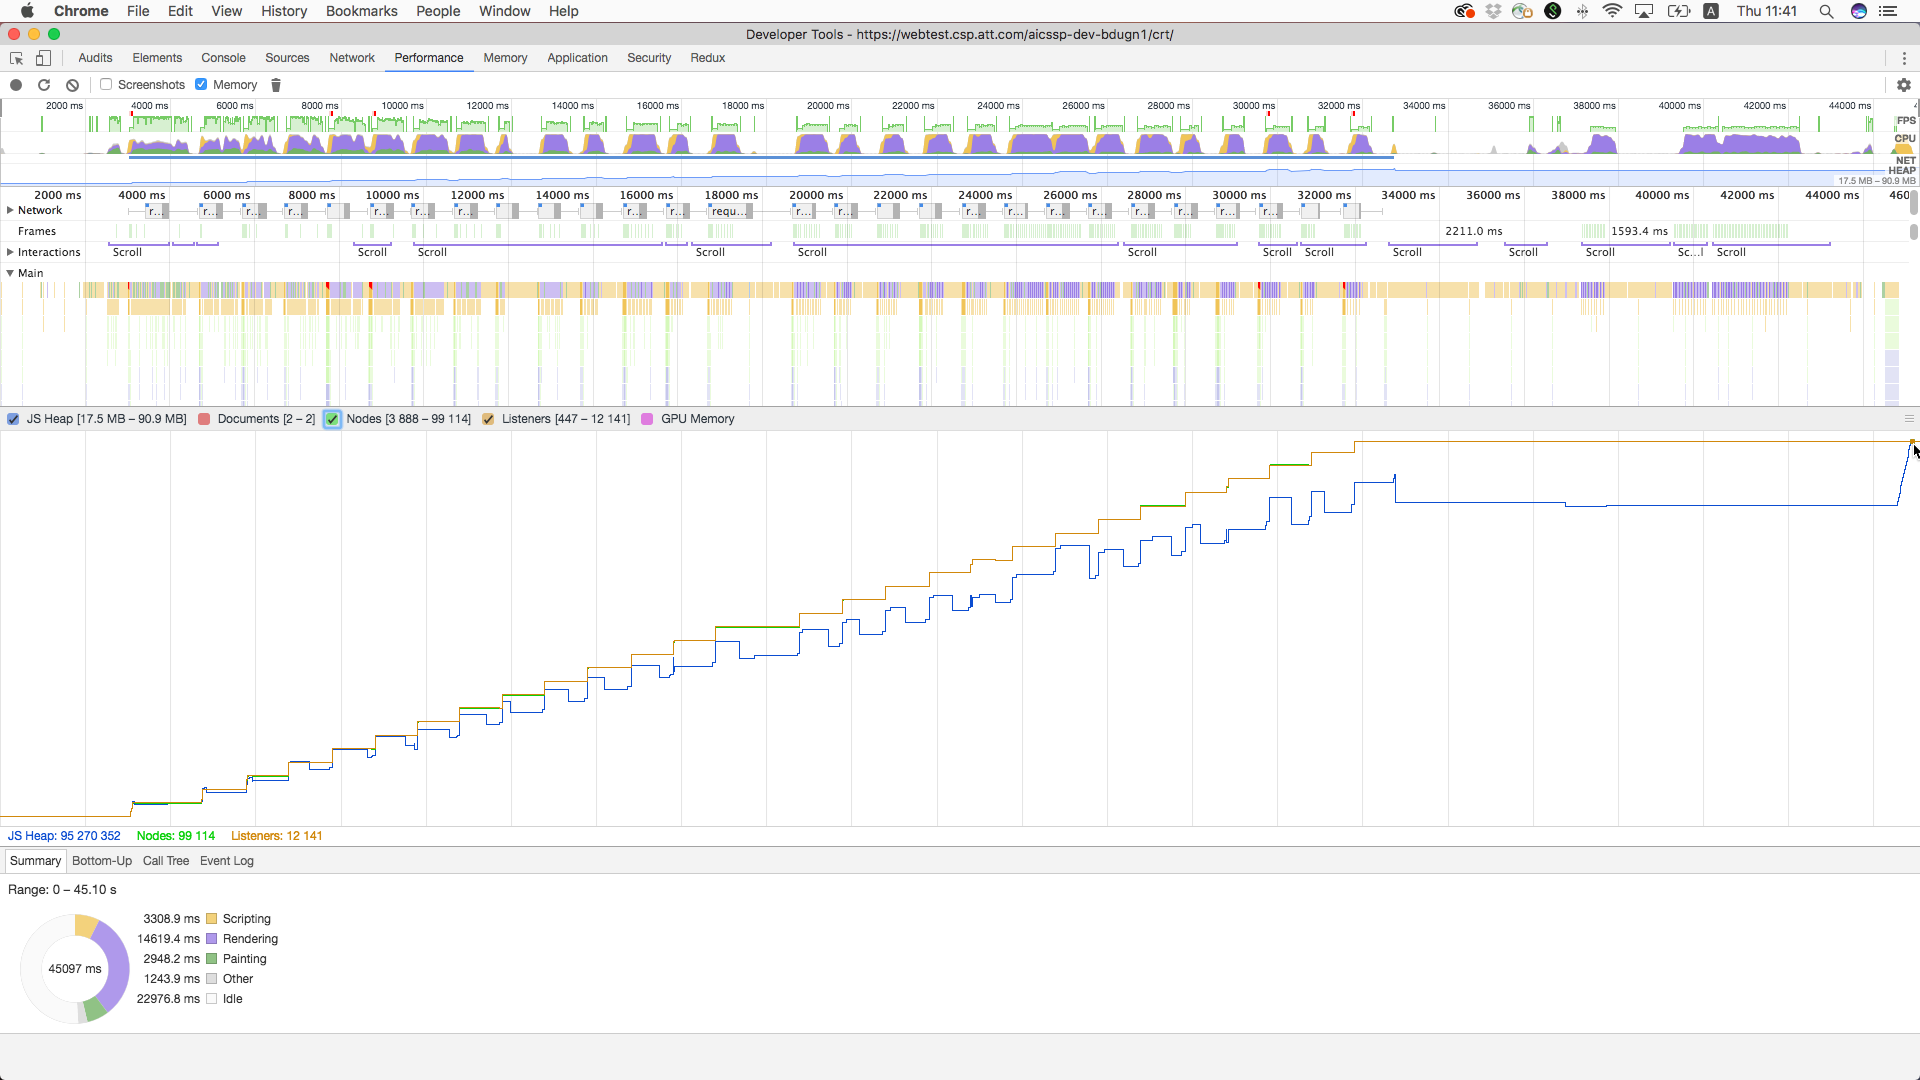 Chrome File Edit View History Bookmarks People Window Help A Thu 11:41
Developer Tools - https://webtest.csp.att.com/aicssp-dev-bdugn1/crt/
Audits Elements Console Sources Network Performance Memory Application Security Redux
Screenshots Memory
2000 ms 4000 ms 6000 ms 8000 ms 10000 ms 12000 ms 14000 ms 16000 ms 18000 ms 20000 ms 22000 ms 24000 ms 26000 ms 28000 ms 30000 ms 32000 ms 34000 ms 36000 ms 38000 ms 40000 ms 42000 ms 44000 ms
FPS
CPU
NET
HEAP
17.5 MB – 90.9 MB
2000 ms 4000 ms 6000 ms 8000 ms 10000 ms 12000 ms 14000 ms 16000 ms 18000 ms 20000 ms 22000 ms 24000 ms 26000 ms 28000 ms 30000 ms 32000 ms 34000 ms 36000 ms 38000 ms 40000 ms 42000 ms 44000 ms 460
Network r... r... r... r... r... r... r... r... r... requ... r... r... r... r... r... r... r... r... r... r...
Frames 2211.0 ms 1593.4 ms
Interactions Scroll Scroll Scroll Scroll Scroll Scroll Scroll Scroll Scroll Scroll Scroll Sc...l Scroll
Main
JS Heap [17.5 MB – 90.9 MB] Documents [2 – 2] Nodes [3 888 – 99 114] Listeners [447 – 12 141] GPU Memory
JS Heap: 95 270 352 Nodes: 99 114 Listeners: 12 141
Summary Bottom-Up Call Tree Event Log
Range: 0 – 45.10 s
3308.9 ms Scripting
14619.4 ms Rendering
2948.2 ms Painting
45097 ms
1243.9 ms Other
22976.8 ms Idle